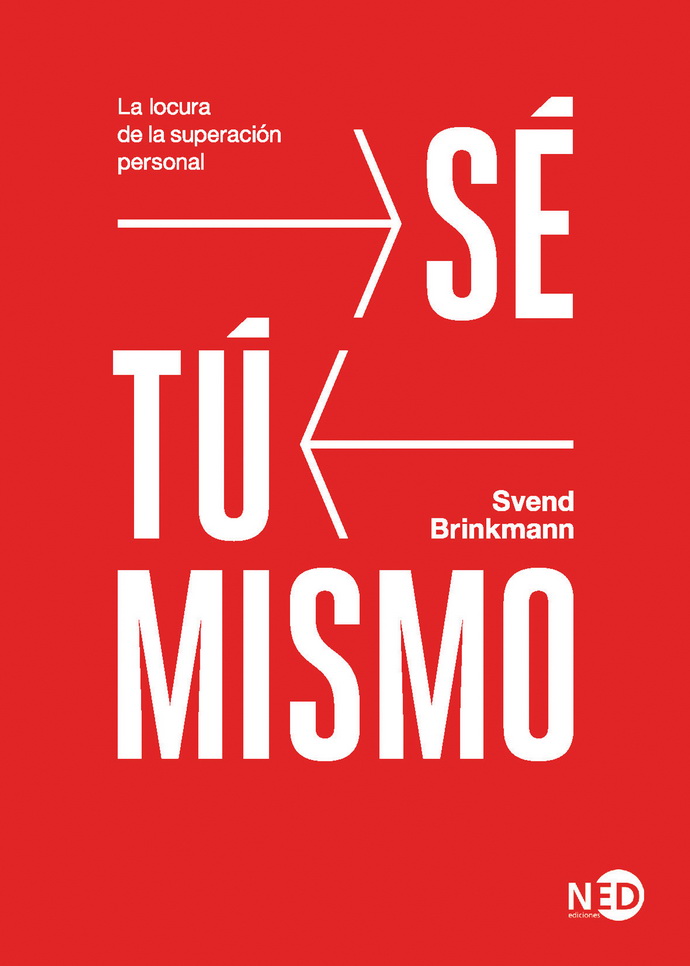 La locura
de la superación
personal
SÉ
TÚ
Svend
Brinkmann
MISMO
NED
ediciones